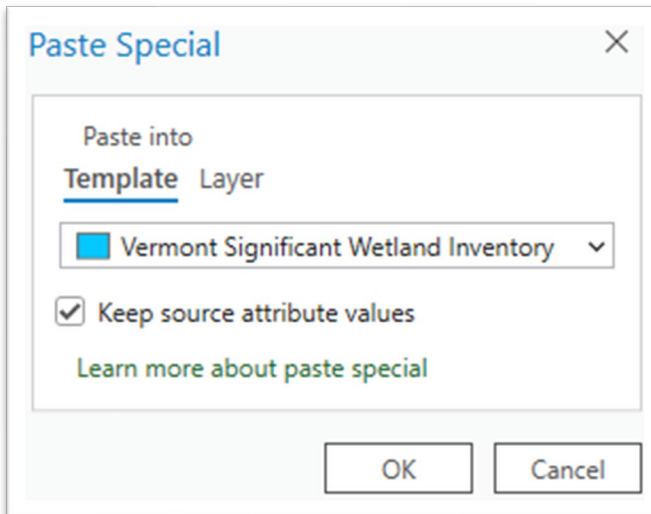 Paste Special
Paste into
Template Layer
Vermont Significant Wetland Inventory
Keep source attribute values
Learn more about paste special
OK Cancel